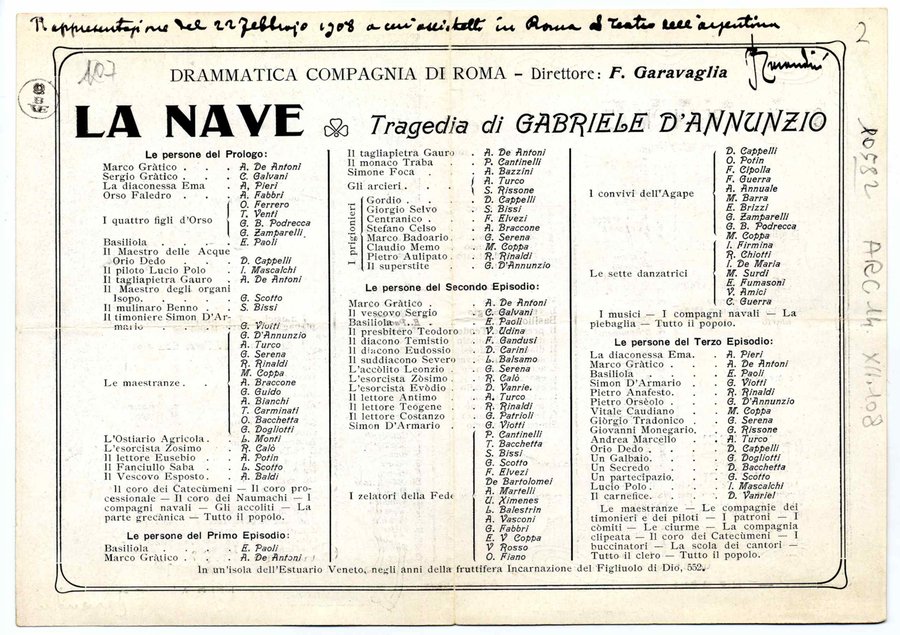 Rappresentazione del 22 Febbrajo 1908 a cui assistetti in Roma al Teatro dell'argentina
2
107
DRAMMATICA COMPAGNIA DI ROMA – Direttore: F. Garavaglia
LA NAVE Tragedia di GABRIELE D'ANNUNZIO
Le persone del Prologo:
Marco Gràtico . . . A. De Antoni
Sergio Gràtico . . . C. Galvani
La diaconessa Ema . A. Pieri
Orso Faledro . . . A. Fabbri
I quattro figli d'Orso
O. Ferrero
T. Venti
G. B. Podrecca
G. Zamparelli
Basiliola . . . . E. Paoli
Il Maestro delle Acque
Orio Dedo . . . D. Cappelli
Il piloto Lucio Polo . I. Mascalchi
Il tagliapietra Gauro . A. De Antoni
Il Maestro degli organi
Isopo. . . . . G. Scotto
Il mulinaro Benno . . S. Bissi
Il timoniere Simon D'Ar-
mario . . . . G. Viotti
Le maestranze . .
G. D'Annunzio
A. Turco
G. Serena
R. Rinaldi
M. Coppa
A. Braccone
G. Guido
A. Bianchi
T. Carminati
O. Bacchetta
G. Dogliotti
L'Ostiario Agricola . . L. Monti
L'esorcista Zosimo . . R. Calò
Il lettore Eusebio . . A. Potin
Il Fanciullo Saba . . L. Scotto
Il Vescovo Esposto. . A. Baldi
Il coro dei Catecùmeni — Il coro pro-
cessionale — Il coro dei Naumachi — I
compagni navali — Gli accoliti — La
parte grecànica — Tutto il popolo.
Le persone del Primo Episodio:
Basiliola . . . . E. Paoli
Marco Gràtico . . . A. De Antoni
Il tagliapietra Gauro . A. De Antoni
Il monaco Traba . . P. Cantinelli
Simone Foca . . . A. Bazzini
Gli arcieri. . . .
A. Turco
S. Rissone
I prigionieri
Gordio . . . D. Cappelli
Giorgio Selvo . S. Bissi
Centranico . . F. Elvezi
Stefano Celso . A. Braccone
Marco Badoario. G. Serena
Claudio Memo . M. Coppa
Pietro Aulipato . R. Rinaldi
Il superstite . G. D'Annunzio
Le persone del Secondo Episodio:
Marco Gràtico . . . A. De Antoni
Il vescovo Sergio . . C. Galvani
Basiliola . . . . E. Paoli
Il presbitero Teodoro . V. Udina
Il diacono Temistio . F. Gandusi
Il diacono Eudossio . D. Carini
Il suddiacono Severo . L. Balsamo
L'accòlito Leonzio . . G. Serena
L'esorcista Zòsimo . . R. Calò
L'esorcista Evòdio . . D. Vanrie.
Il lettore Antimo . . A. Turco
Il lettore Teogene . . R. Rinaldi
Il lettore Costanzo . . G. Patrioli
Simon D'Armario . . G. Viotti
I zelatori della Fede
P. Cantinelli
T. Bacchetta
S. Bissi
G. Scotto
F. Elvezi
De Bartolomei
A. Martelli
U. Ximenes
L. Balestrin
A. Vasconi
G. Fabbri
E. V Coppa
V Rosso
O. Fiano
I convivi dell'Agape
D. Cappelli
O. Potin
F. Cipolla
F. Guerra
A. Annuale
M. Barra
E. Brizzi
G. Zamparelli
G. B. Podrecca
M. Coppa
Le sette danzatrici
I. Firmina
R. Chiotti
I. De Maria
M. Surdi
E. Fumasoni
V. Amici
C. Guerra
I musici — I compagni navali — La
piebaglia — Tutto il popolo.
Le persone del Terzo Episodio:
La diaconessa Ema. . A. Pieri
Marco Gràtico . . . A. De Antoni
Basiliola . . . . E. Paoli
Simon D'Armario . . G. Viotti
Pietro Anafesto. . . R. Rinaldi
Pietro Orsèolo . . . G. D'Annunzio
Vitale Caudiano . . M. Coppa
Giòrgio Tradonico . . G. Serena
Giovanni Monegario. . G. Rissone
Andrea Marcello . . A. Turco
Orio Dedo . . . . D. Cappelli
Un Galbaio. . . . G. Dogliotti
Un Secredo . . . D. Bacchetta
Un partecipazio. . . G. Scotto
Lucio Polo . . . . I. Mascalchi
Il carnefice. . . . D. Vanriel
Le maestranze — Le compagnie dei
timonieri e dei piloti — I patroni — I
còmiti — Le ciurme — La compagnia
clipeata — Il coro dei Catecùmeni — I
buccinatori — La scola dei cantori —
Tutto il clero — Tutto il popolo.
In un'isola dell'Estuario Veneto, negli anni della fruttifera Incarnazione del Figliuolo di Dio, 552.
10582 ARC 14 XII.108